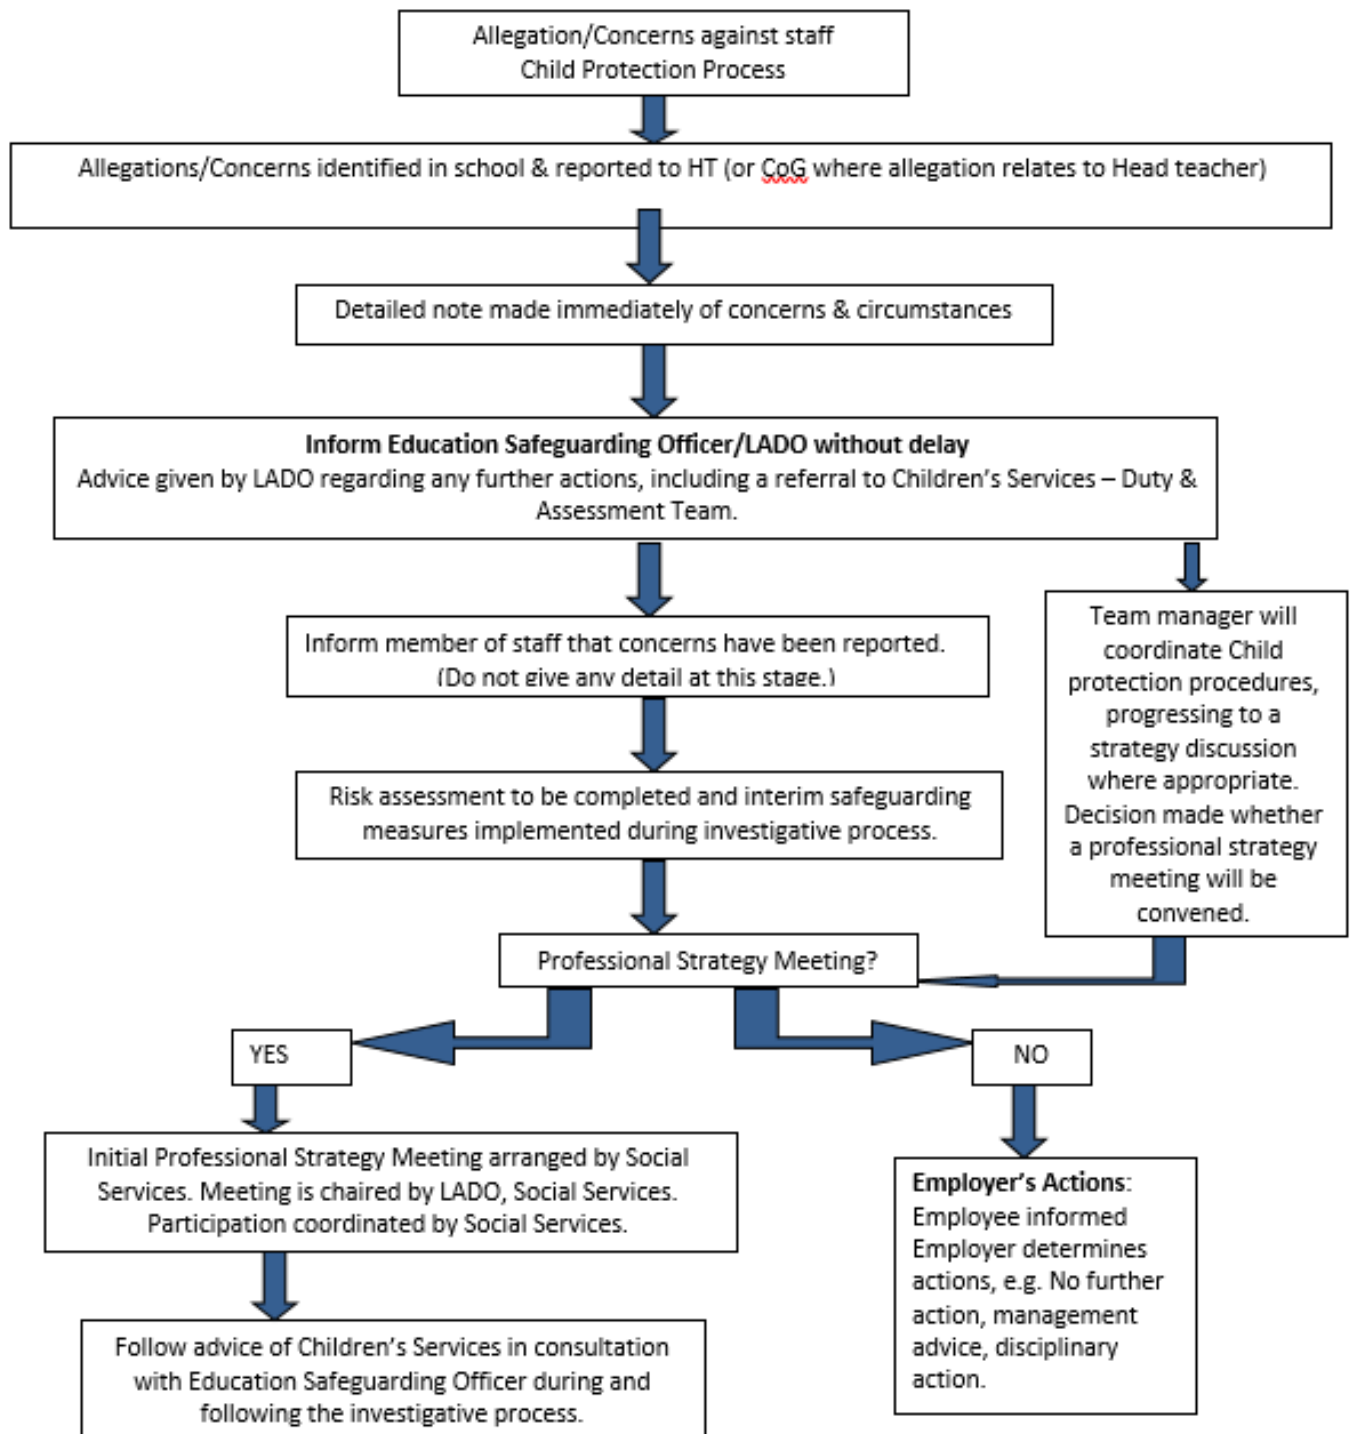 Allegation/Concerns against staff
Child Protection Process
Allegations/Concerns identified in school & reported to HT (or CoG where allegation relates to Head teacher)
Detailed note made immediately of concerns & circumstances
Inform Education Safeguarding Officer/LADO without delay
Advice given by LADO regarding any further actions, including a referral to Children's Services – Duty &
Assessment Team.
Inform member of staff that concerns have been reported.
(Do not give any detail at this stage.)
Team manager will
coordinate Child
protection procedures,
progressing to a
strategy discussion
where appropriate.
Decision made whether
a professional strategy
meeting will be
convened.
Risk assessment to be completed and interim safeguarding
measures implemented during investigative process.
Professional Strategy Meeting?
YES
NO
Initial Professional Strategy Meeting arranged by Social
Services. Meeting is chaired by LADO, Social Services.
Participation coordinated by Social Services.
Employer's Actions:
Employee informed
Employer determines
actions, e.g. No further
action, management
advice, disciplinary
action.
Follow advice of Children's Services in consultation
with Education Safeguarding Officer during and
following the investigative process.